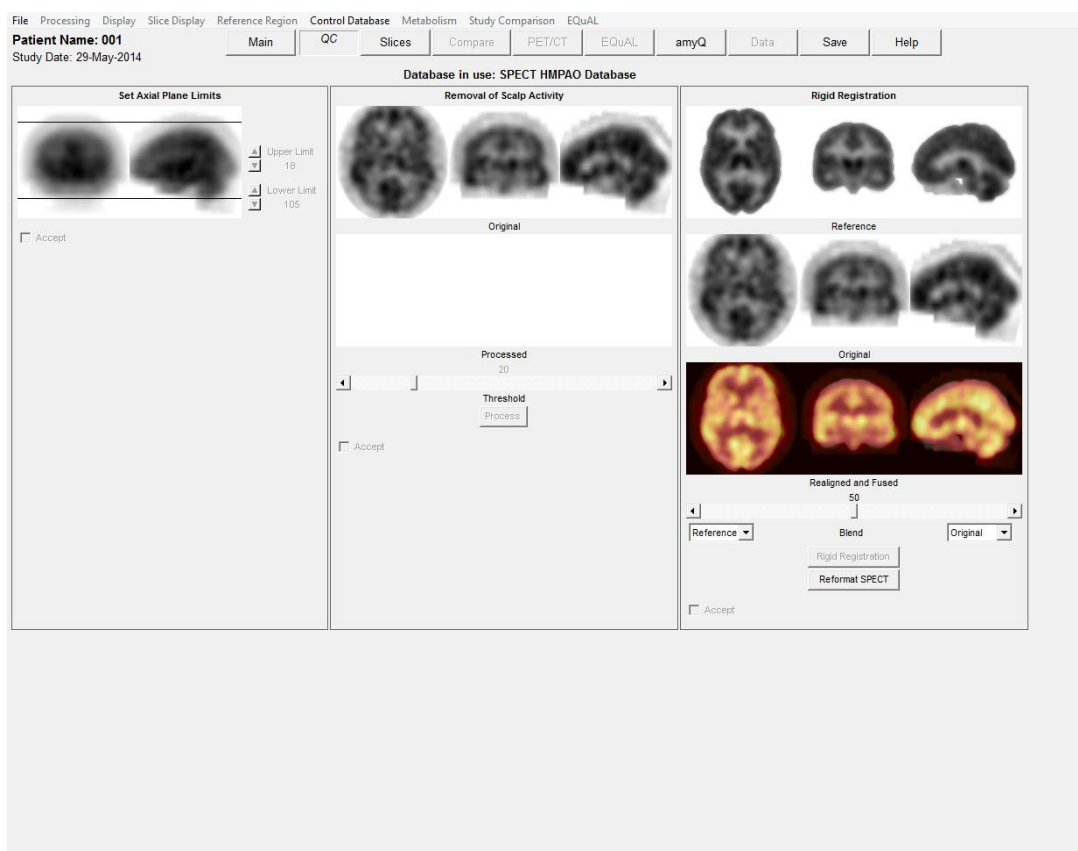 File Processing Display Slice Display Reference Region Control Database Metabolism Study Comparison EQuAL
Patient Name: 001
Study Date: 29-May-2014
Main QC Slices Compare PET/CT EQuAL amyQ Data Save Help
Database in use: SPECT HMPAO Database
Set Axial Plane Limits
Upper Limit
18
Lower Limit
105
Accept
Removal of Scalp Activity
Original
Processed
20
Threshold
Process
Accept
Rigid Registration
Reference
Original
Realigned and Fused
50
Reference Blend Original
Rigid Registration
Reformat SPECT
Accept